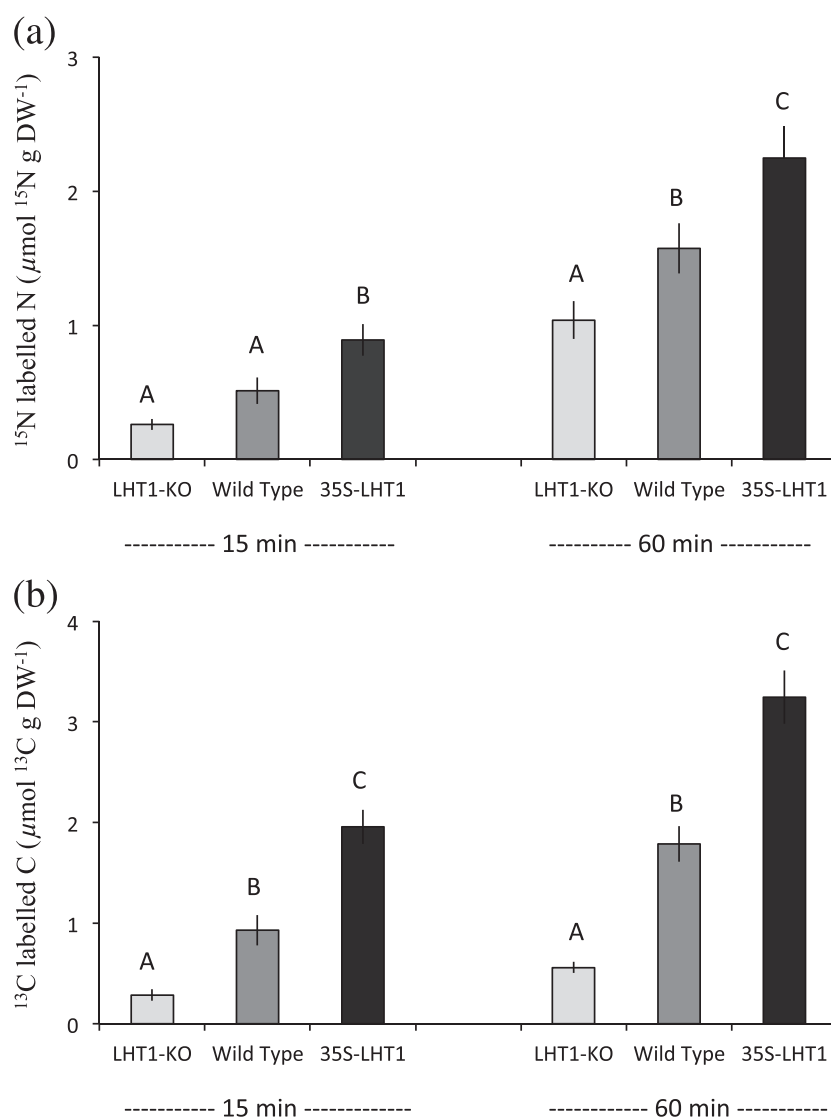 (a)
¹⁵N labelled N (μmol ¹⁵N g DW⁻¹)
3
2
1
0
A
A
B
A
B
C
LHT1-KO Wild Type 35S-LHT1 LHT1-KO Wild Type 35S-LHT1
---------- 15 min ---------- ---------- 60 min ----------
(b)
¹³C labelled C (μmol ¹³C g DW⁻¹)
4
3
2
1
0
A
B
C
A
B
C
LHT1-KO Wild Type 35S-LHT1 LHT1-KO Wild Type 35S-LHT1
---------- 15 min ------------ ----------- 60 min ------------